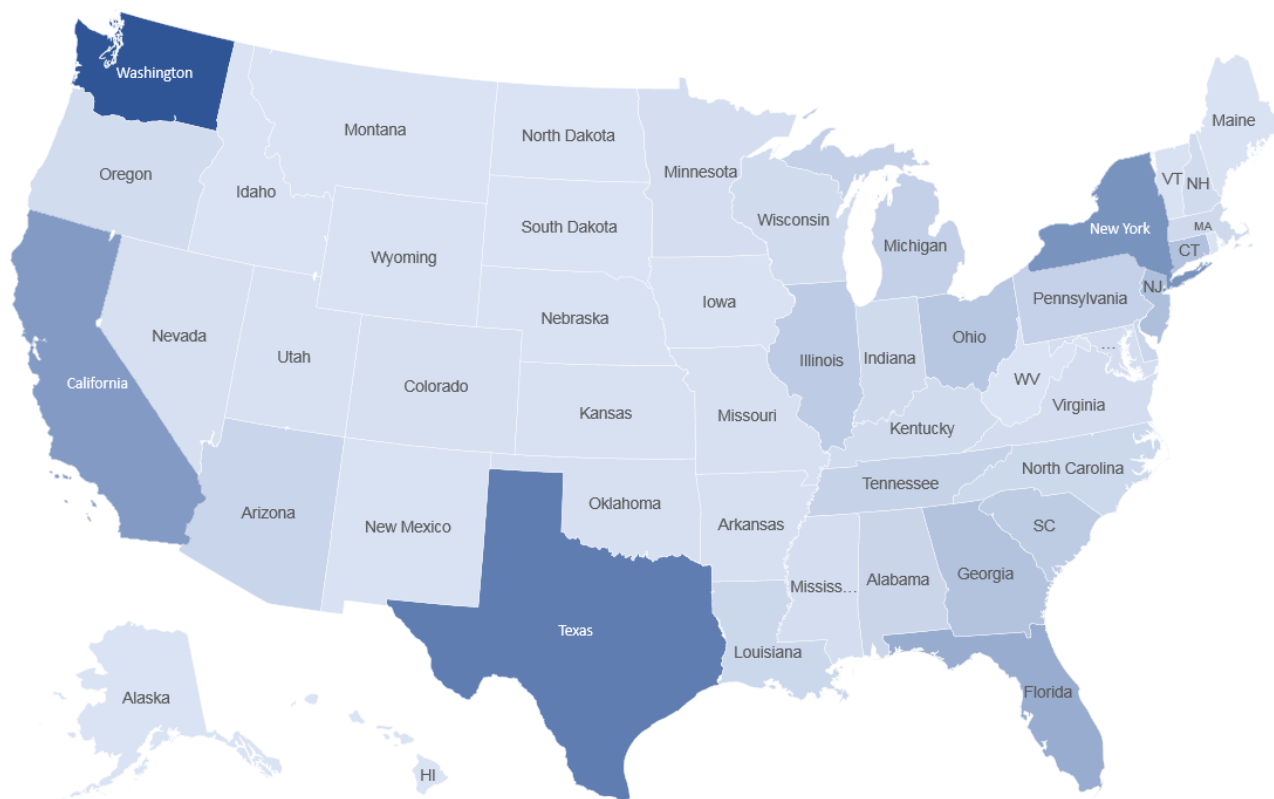 Washington
Montana
North Dakota
Minnesota
Maine
Oregon
Idaho
VT
NH
South Dakota
Wisconsin
New York
MA
Michigan
CT
Wyoming
NJ
Pennsylvania
Iowa
Nebraska
Nevada
Ohio
...
Utah
Illinois
Indiana
California
Colorado
WV
Kansas
Missouri
Virginia
Kentucky
North Carolina
Tennessee
Oklahoma
Arizona
New Mexico
Arkansas
SC
Georgia
Mississ...
Alabama
Texas
Louisiana
Florida
Alaska
HI